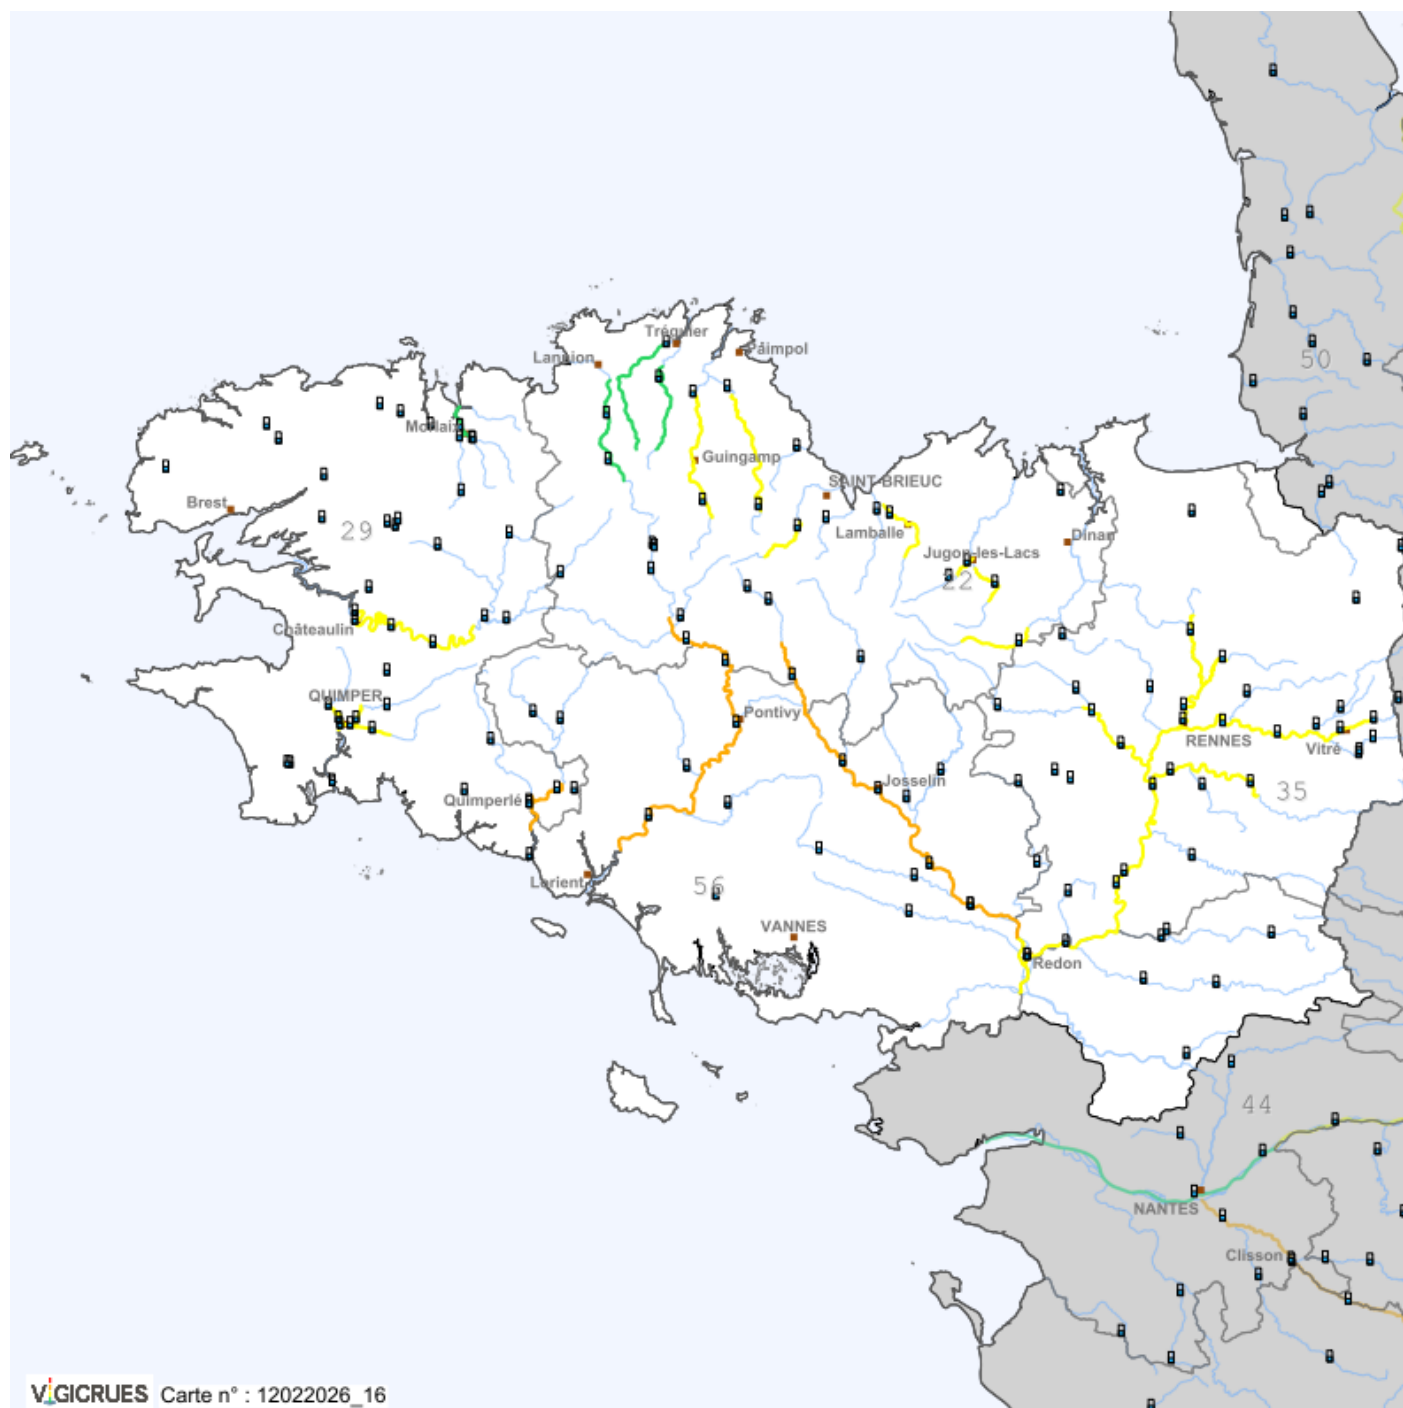 50
Tréguier
Paimpol
Lannion
Morlaix
Guingamp
SAINT-BRIEUC
Brest
29
Lamballe
Dinan
Jugon-les-Lacs
22
Châteaulin
QUIMPER
Pontivy
RENNES
Vitré
Josselin
35
Quimperlé
Lorient
56
VANNES
Redon
44
NANTES
Clisson
VIGICRUES Carte n° : 12022026_16